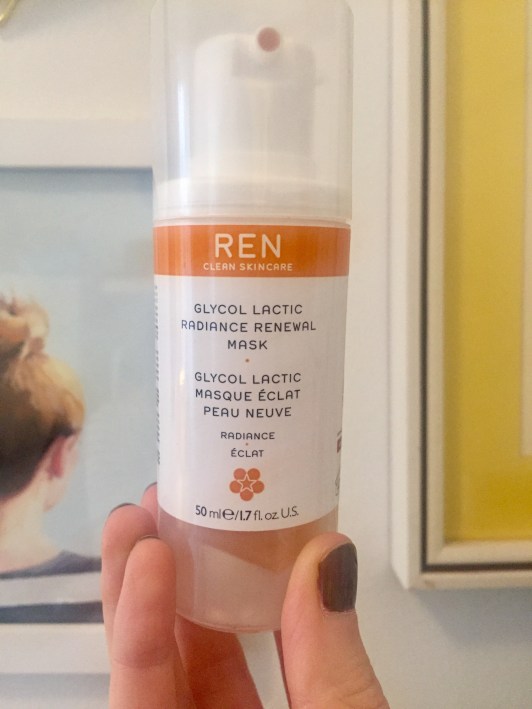 REN
CLEAN SKINCARE
GLYCOL LACTIC
RADIANCE RENEWAL
MASK
GLYCOL LACTIC
MASQUE ÉCLAT
PEAU NEUVE
RADIANCE
ÉCLAT
50 ml℮/1.7 fl. oz. U.S.